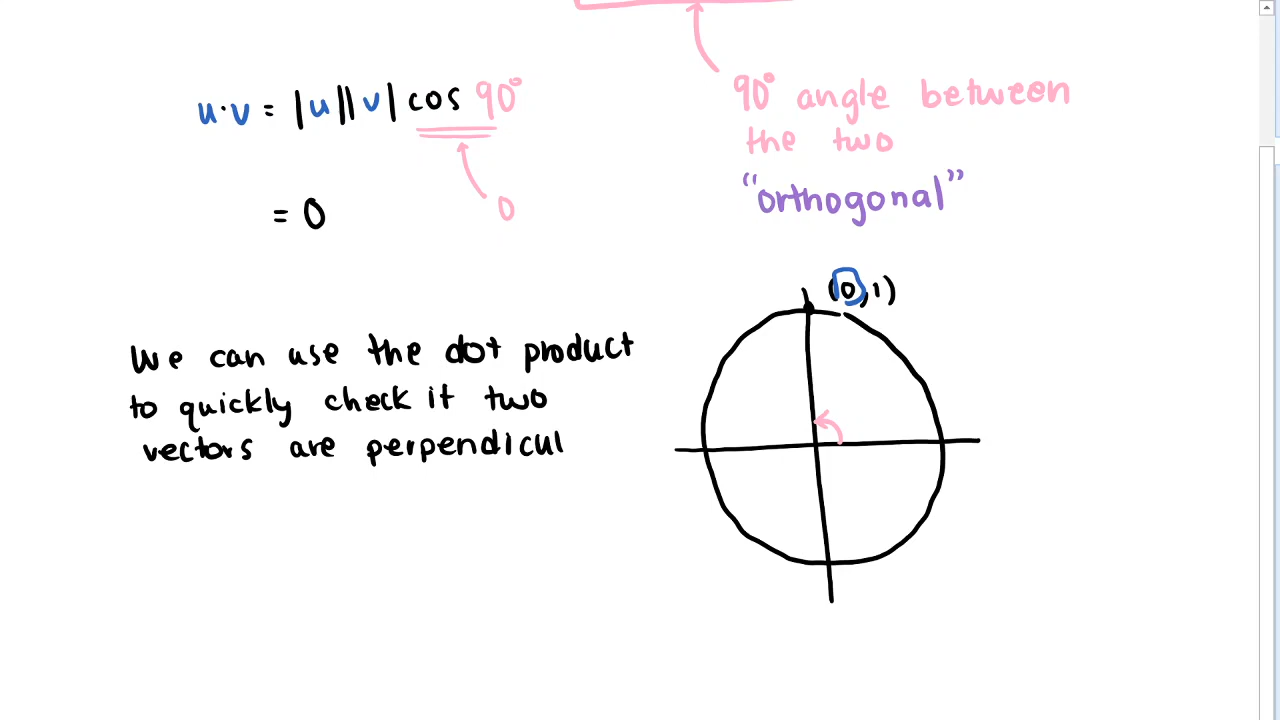 u·v = |u||v| cos 90°
0
= 0
90° angle between
the two
"orthogonal"
(0,1)
We can use the dot product
to quickly check if two
vectors are perpendicul